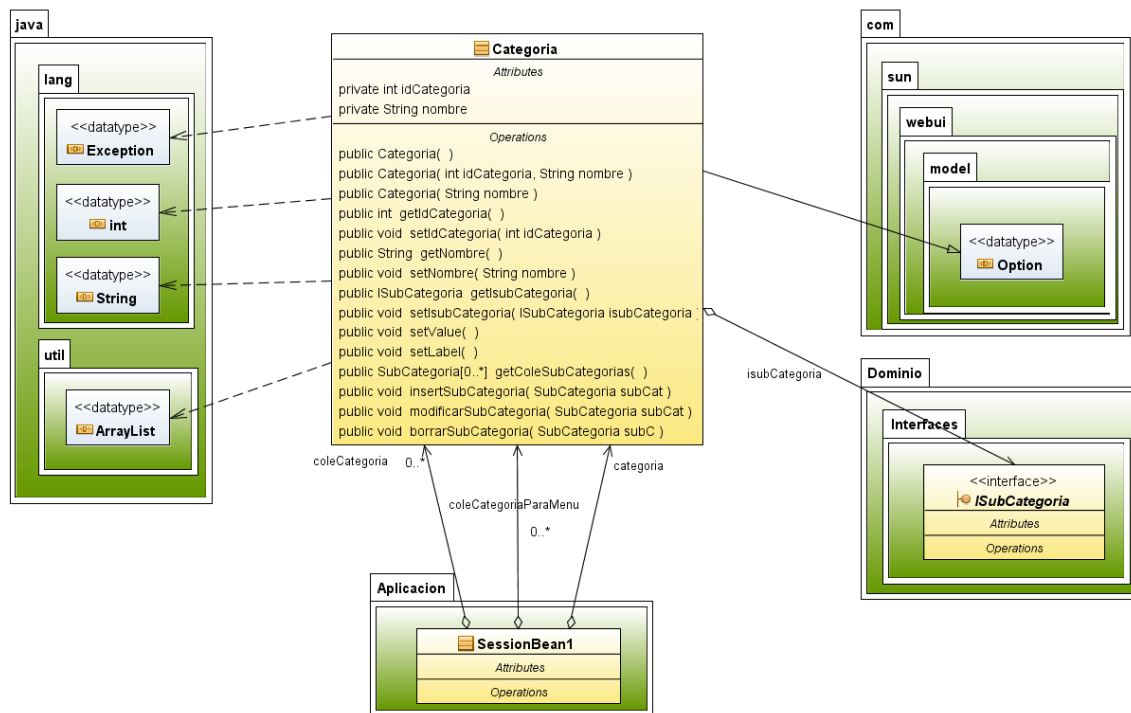 java
lang
<<datatype>>
Exception
<<datatype>>
int
<<datatype>>
String
util
<<datatype>>
ArrayList
Categoria
Attributes
private int idCategoria
private String nombre
Operations
public Categoria( )
public Categoria( int idCategoria, String nombre )
public Categoria( String nombre )
public int getIdCategoria( )
public void setIdCategoria( int idCategoria )
public String getNombre( )
public void setNombre( String nombre )
public ISubCategoria getIsubCategoria( )
public void setIsubCategoria( ISubCategoria isubCategoria )
public void setValue( )
public void setLabel( )
public SubCategoria[0..*] getColeSubCategorias( )
public void insertSubCategoria( SubCategoria subCat )
public void modificarSubCategoria( SubCategoria subCat)
public void borrarSubCategoria( SubCategoria subC )
com
sun
webui
model
<<datatype>>
Option
isubCategoria
Dominio
Interfaces
<<interface>>
ISubCategoria
Attributes
Operations
coleCategoria
0..*
categoria
coleCategoriaParaMenu
0..*
Aplicacion
SessionBean1
Attributes
Operations